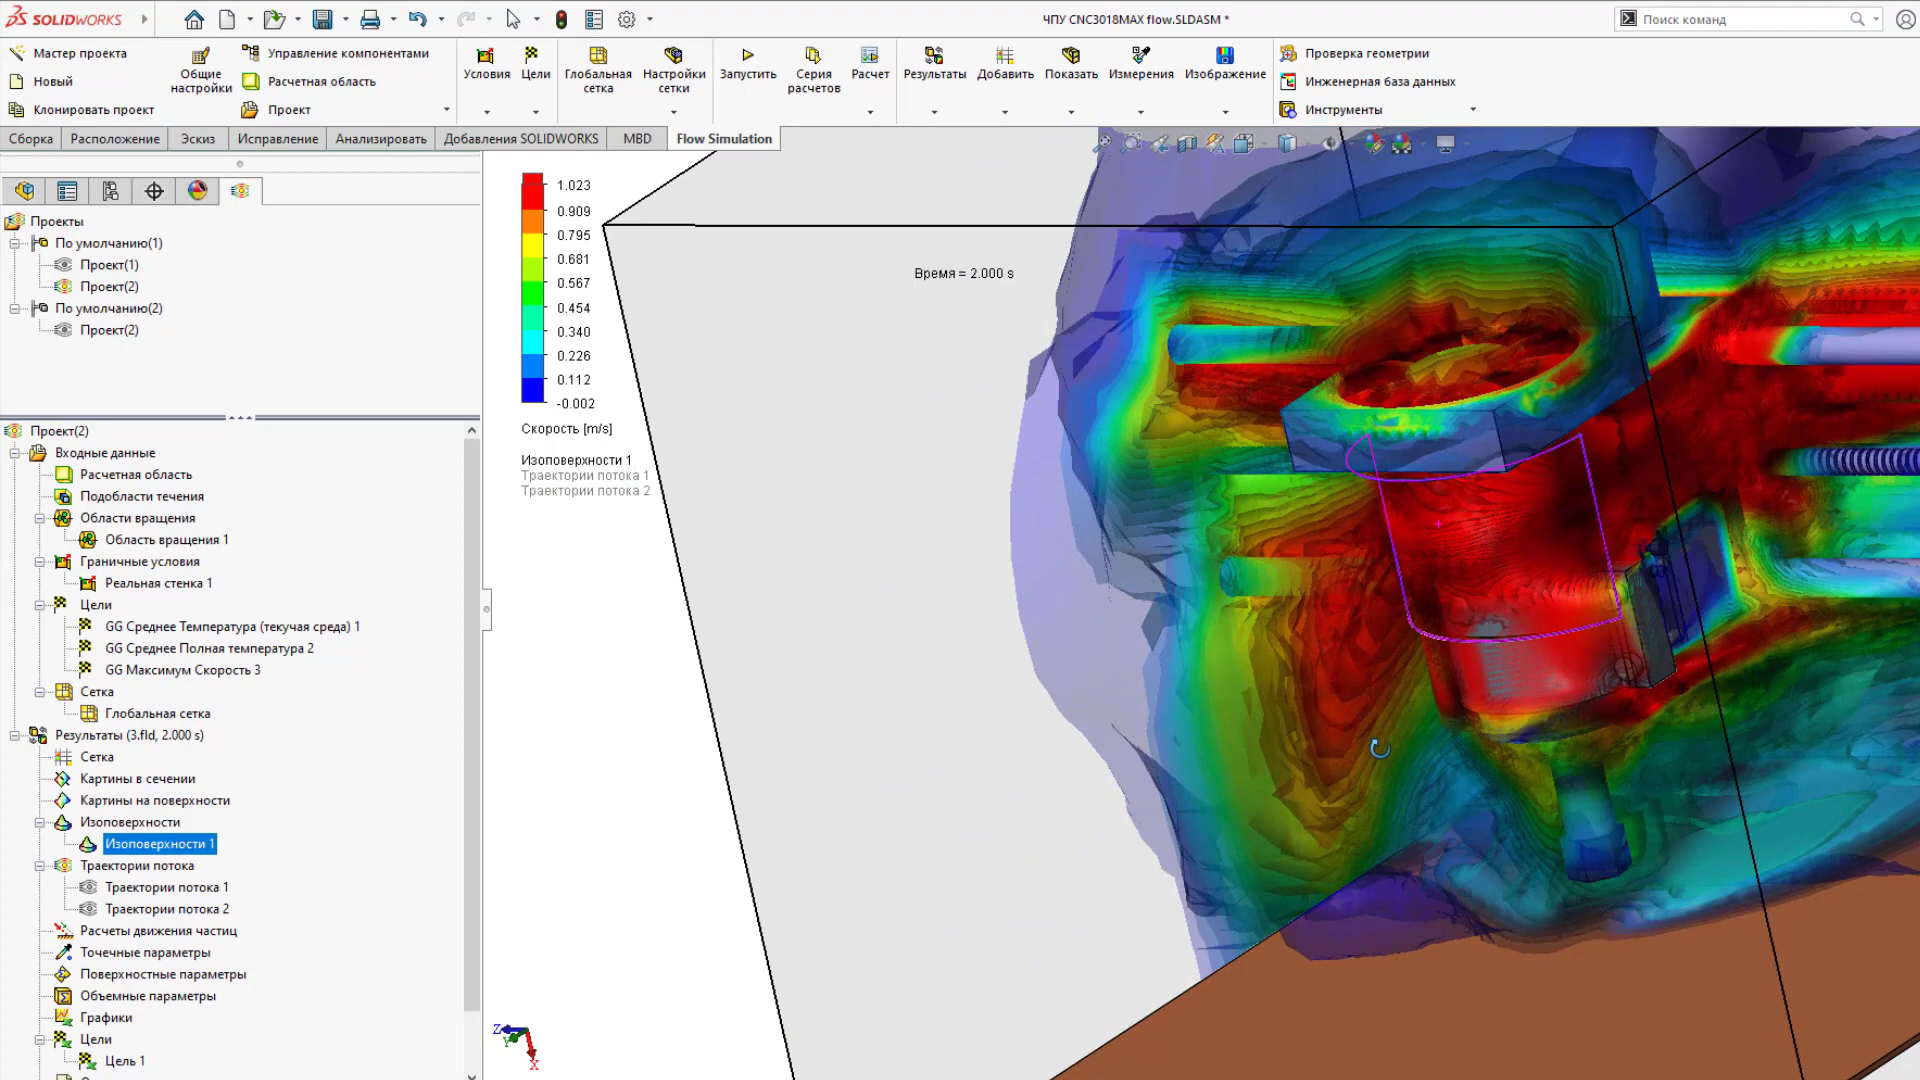 SOLIDWORKS
ЧПУ CNC3018MAX flow.SLDASM *
Поиск команд
Мастер проекта
Новый
Клонировать проект
Общие настройки
Управление компонентами
Расчетная область
Проект
Условия
Цели
Глобальная сетка
Настройки сетки
Запустить
Серия расчетов
Расчет
Результаты
Добавить
Показать
Измерения
Изображение
Проверка геометрии
Инженерная база данных
Инструменты
Сборка
Расположение
Эскиз
Исправление
Анализировать
Добавления SOLIDWORKS
MBD
Flow Simulation
Проекты
По умолчанию(1)
Проект(1)
Проект(2)
По умолчанию(2)
Проект(2)
Проект(2)
Входные данные
Расчетная область
Подобласти течения
Области вращения
Область вращения 1
Граничные условия
Реальная стенка 1
Цели
GG Среднее Температура (текучая среда) 1
GG Среднее Полная температура 2
GG Максимум Скорость 3
Сетка
Глобальная сетка
Результаты (3.fld, 2.000 s)
Сетка
Картины в сечении
Картины на поверхности
Изоповерхности
Изоповерхности 1
Траектории потока
Траектории потока 1
Траектории потока 2
Расчеты движения частиц
Точечные параметры
Поверхностные параметры
Объемные параметры
Графики
Цели
Цель 1
1.023
0.909
0.795
0.681
0.567
0.454
0.340
0.226
0.112
-0.002
Скорость [m/s]
Изоповерхности 1
Траектории потока 1
Траектории потока 2
Время = 2.000 s
Z
Y
X